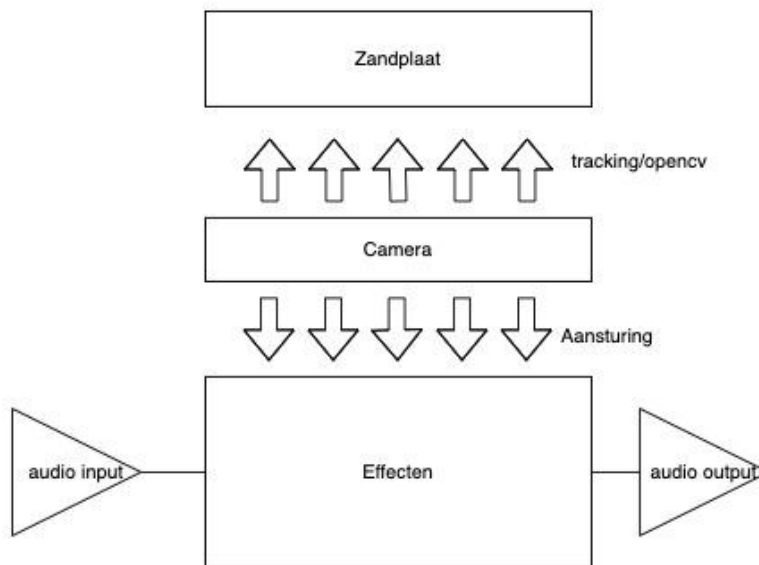 Zandplaat
tracking/opencv
Camera
Aansturing
audio input
Effecten
audio output